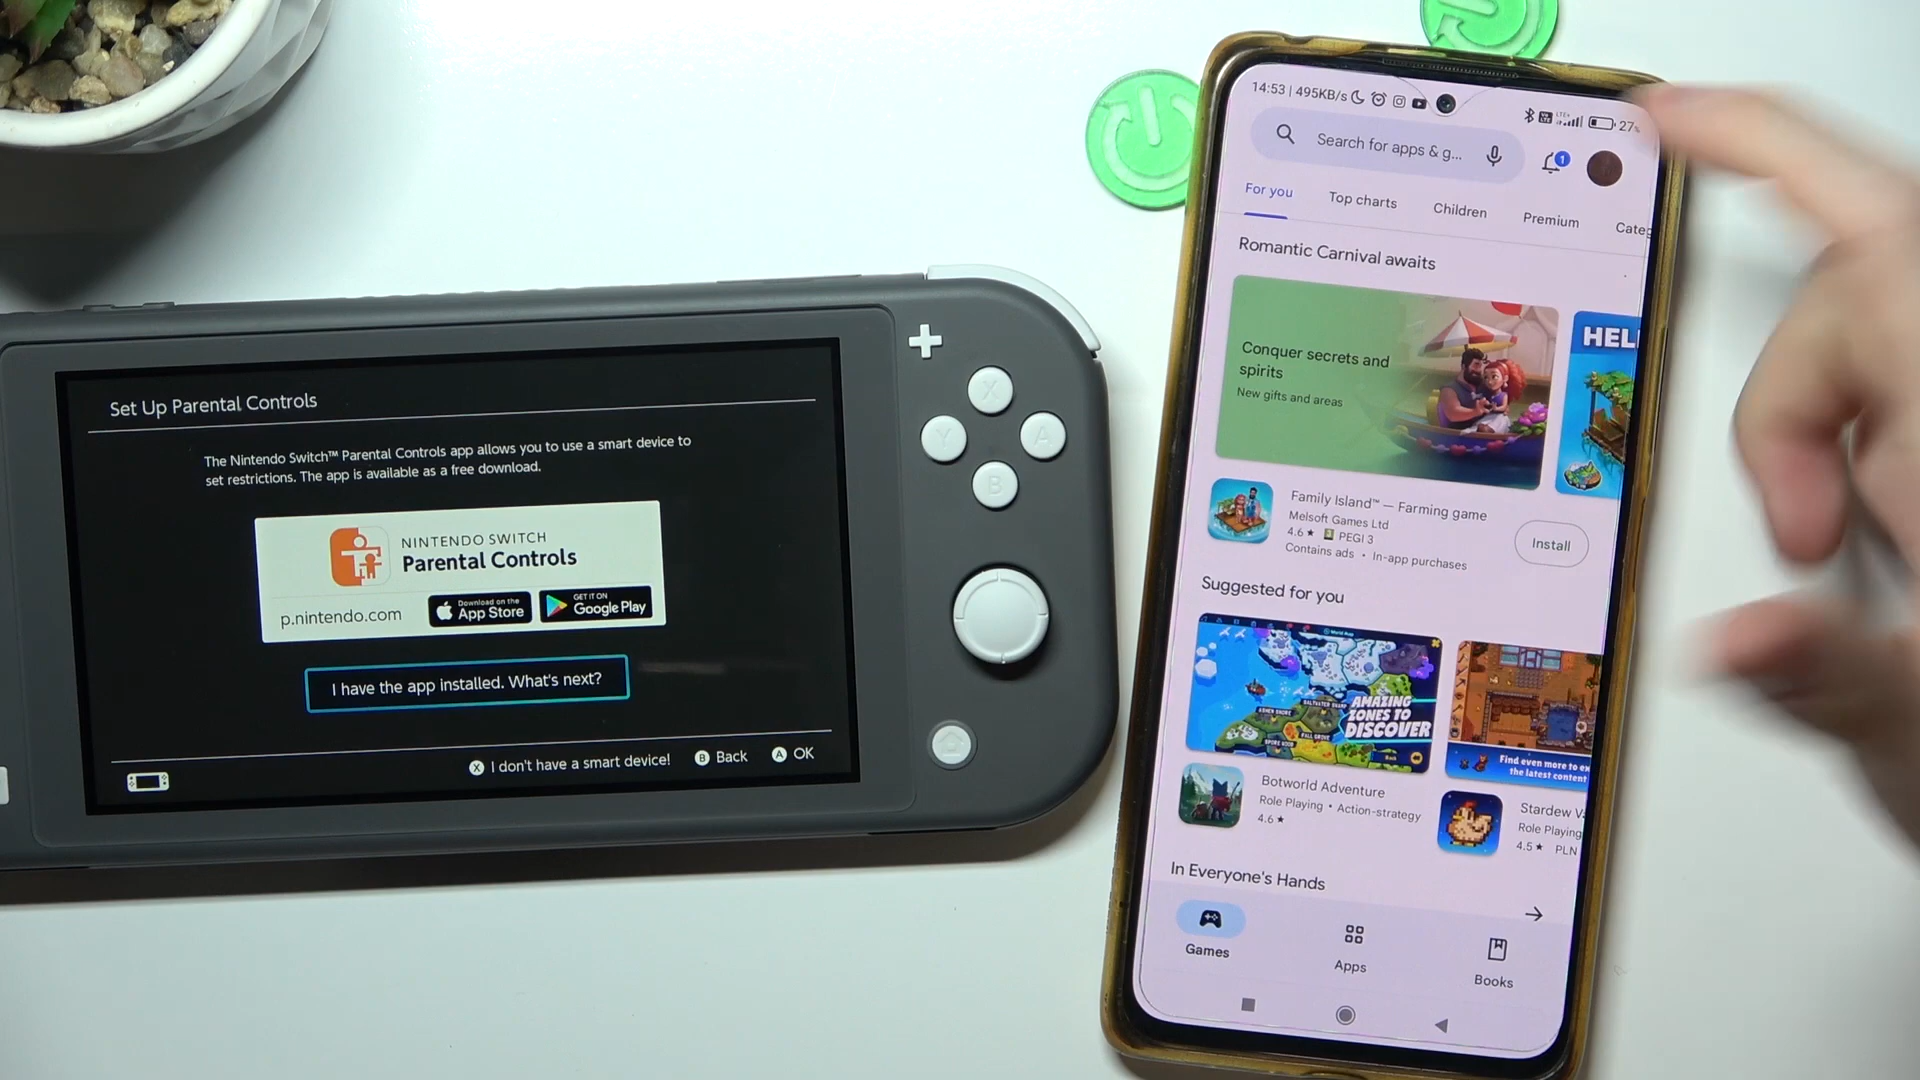 Set Up Parental Controls
The Nintendo Switch™ Parental Controls app allows you to use a smart device to
set restrictions. The app is available as a free download.
NINTENDO SWITCH
Parental Controls
p.nintendo.com
Download on the
App Store
GET IT ON
Google Play
I have the app installed. What's next?
X I don't have a smart device! B Back A OK
X
Y
A
B
14:53 | 495KB/s 27%
Search for apps & g...
1
For you Top charts Children Premium Categ
Romantic Carnival awaits
Conquer secrets and
spirits
New gifts and areas
HEL
Family Island™ — Farming game
Melsoft Games Ltd
4.6★ PEGI 3
Contains ads • In-app purchases
Install
Suggested for you
AMAZING
ZONES TO
DISCOVER
Find even more to ex
the latest content
Botworld Adventure
Role Playing • Action-strategy
4.6★
Stardew V
Role Playing
4.5★ PLN
In Everyone's Hands
Games
Apps
Books